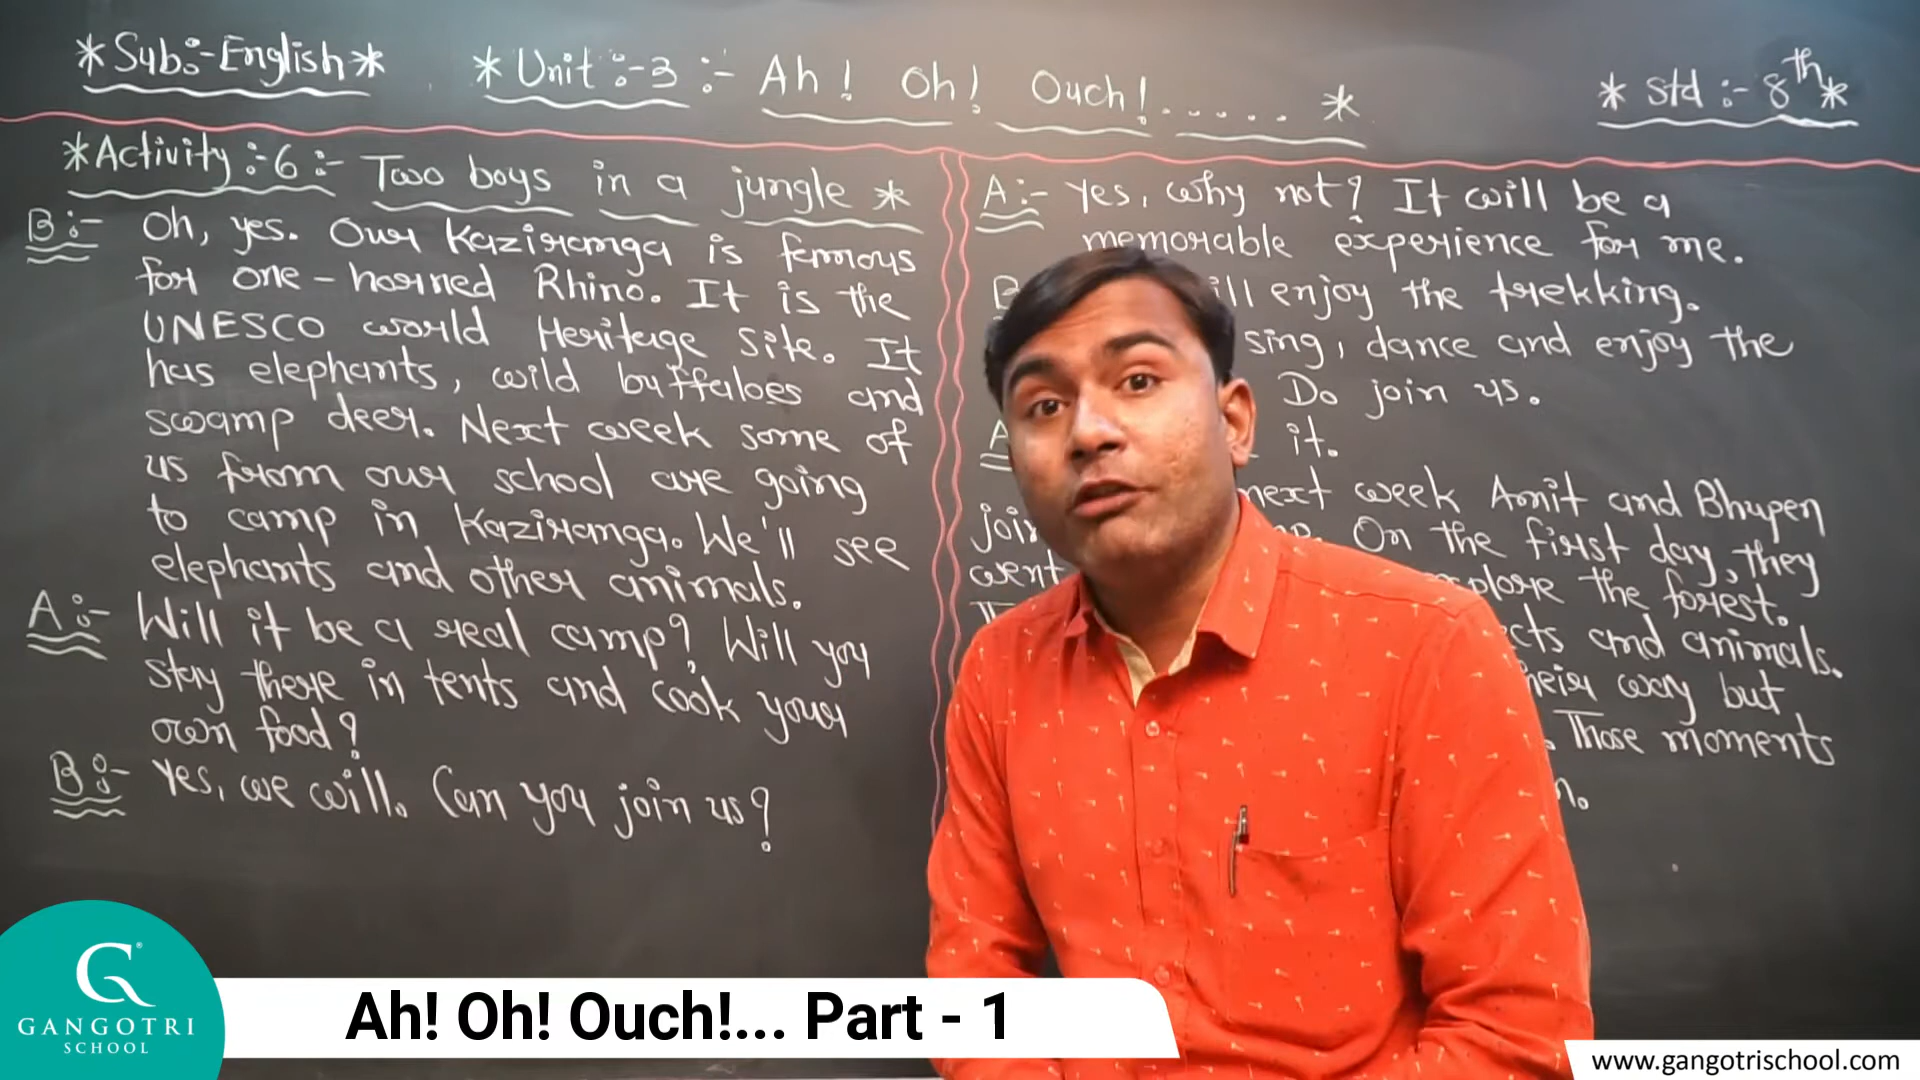 *Sub:-English*
*Unit:-3:- Ah! Oh! Ouch!...... *
* Std :- 8th*
*Activity:-6:- Two boys in a jungle *
B:- Oh, yes. Our Kaziranga is famous
for one-horned Rhino. It is the
UNESCO world Heritage site. It
has elephants, wild buffaloes and
swamp deer. Next week some of
us from our school are going
to camp in Kaziranga. We'll see
elephants and other animals.
A:- Will it be a real camp? Will you
stay there in tents and cook your
own food?
B:- Yes, we will. Can you join us?
A:- Yes, why not? It will be a
memorable experience for me.
B ill enjoy the trekking.
sing, dance and enjoy the
Do join us.
A it.
next week Amit and Bhupen
join On the first day, they
went plore the forest.
cts and animals.
heir way but
. Those moments
n.
G
GANGOTRI
SCHOOL
Ah! Oh! Ouch!... Part - 1
www.gangotrischool.com